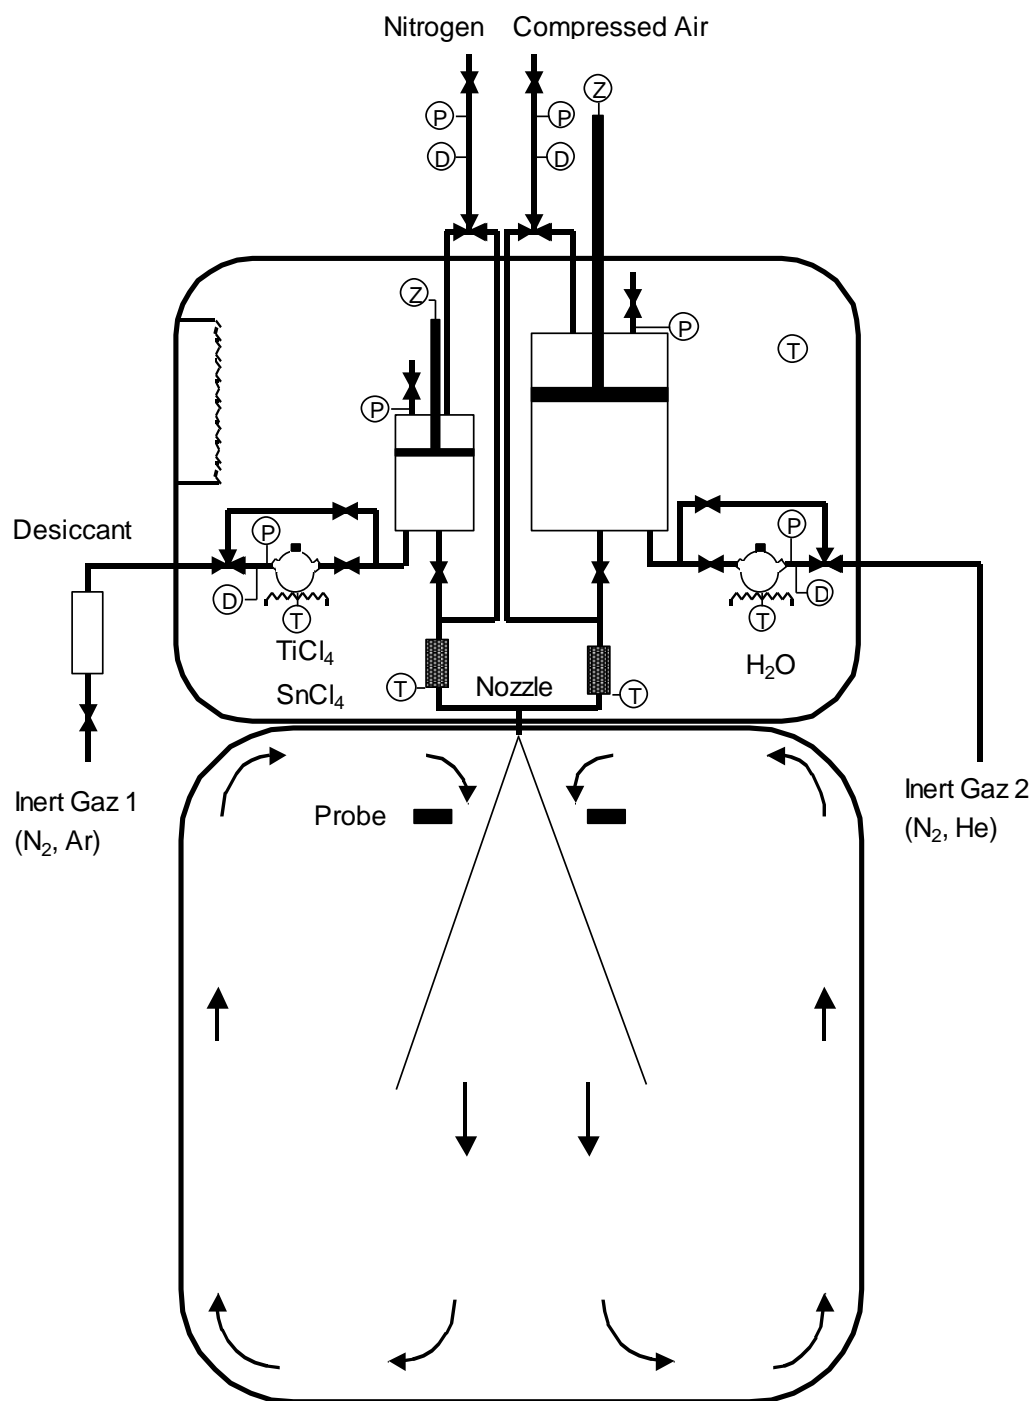 Nitrogen
Compressed Air
Z
P
P
D
D
Z
P
T
P
Desiccant
P
P
D
D
T
T
TiCl4
SnCl4
H2O
T
Nozzle
T
Probe
Inert Gaz 1
(N2, Ar)
Inert Gaz 2
(N2, He)